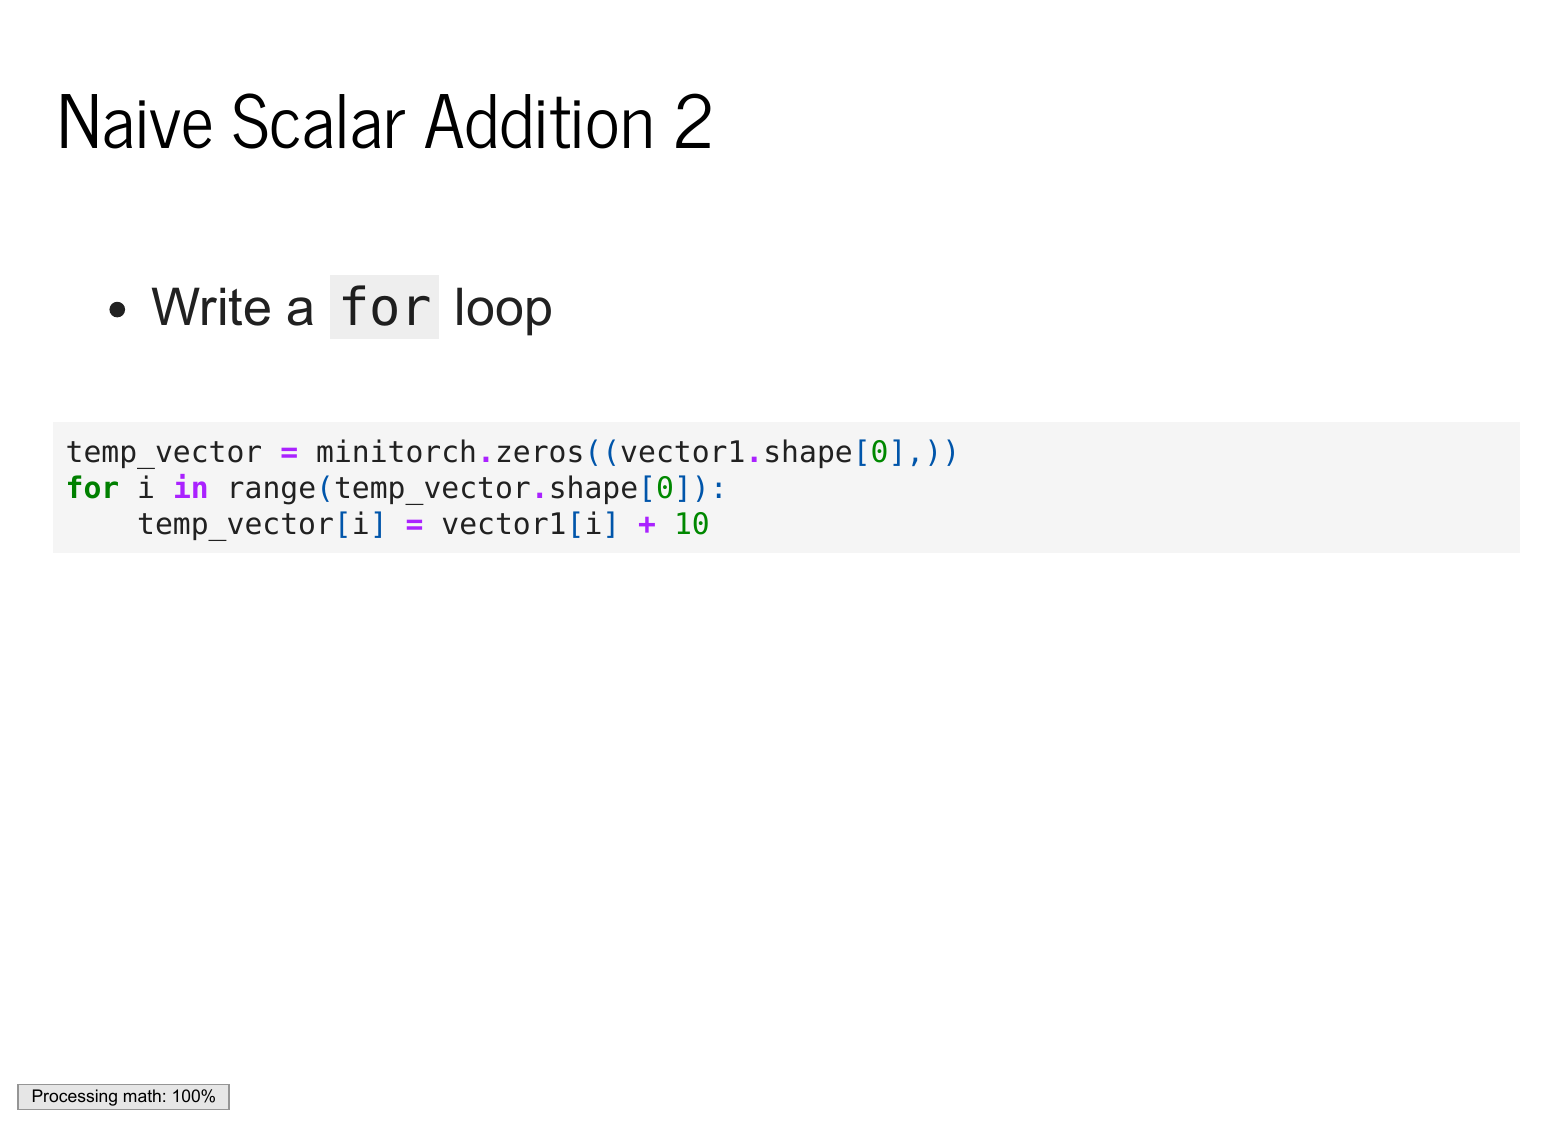 Naive Scalar Addition 2
• Write a for loop
temp_vector = minitorch.zeros((vector1.shape[0],))
for i in range(temp_vector.shape[0]):
    temp_vector[i] = vector1[i] + 10
Processing math: 100%